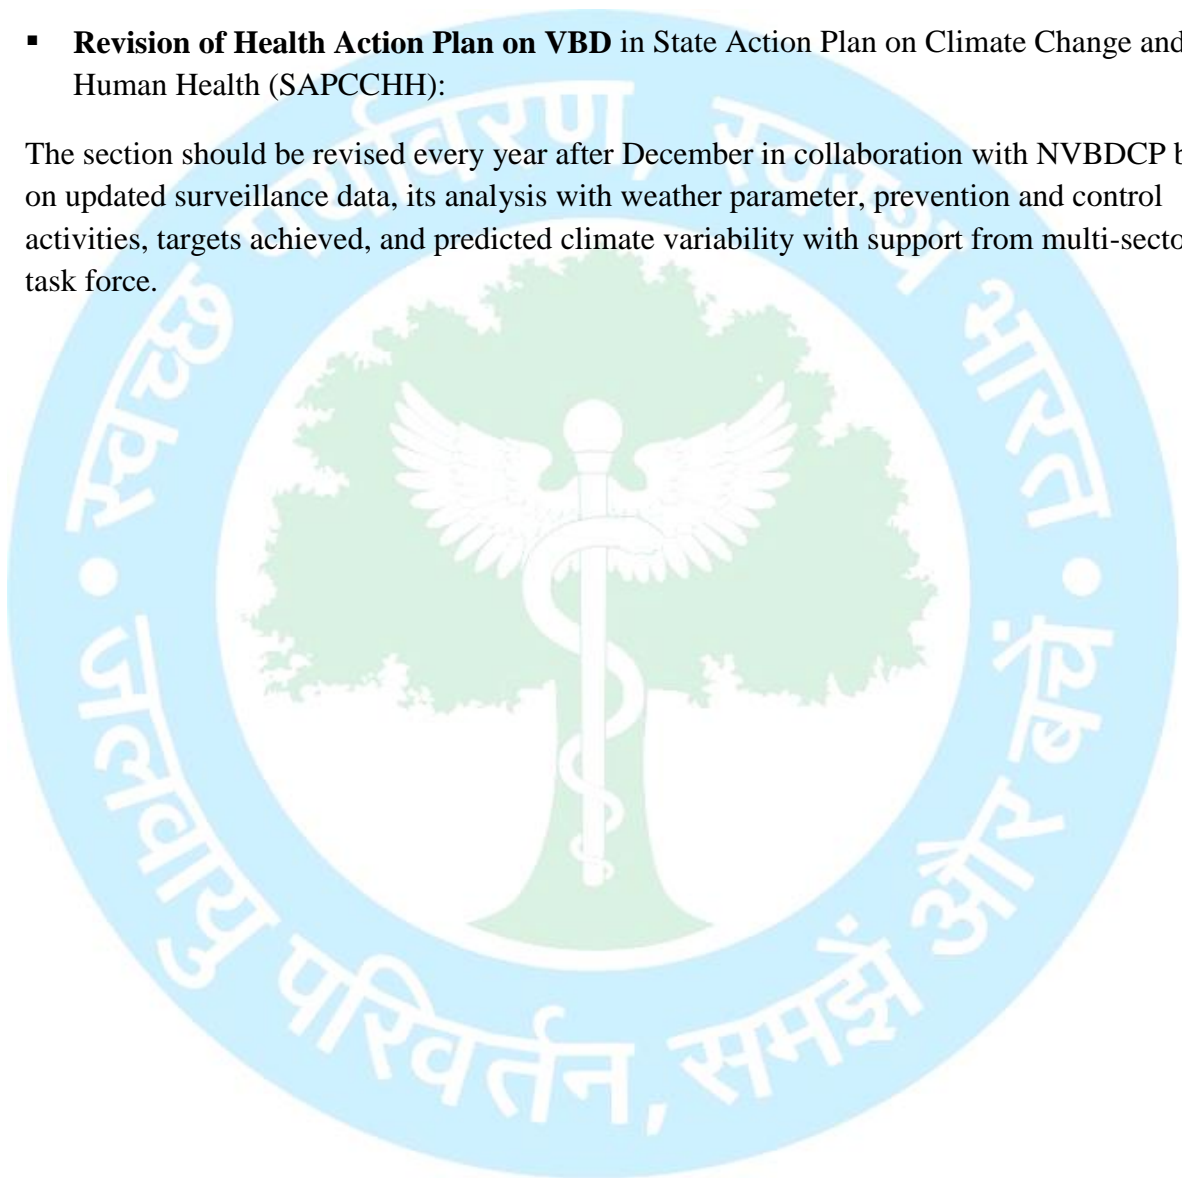 ▪ Revision of Health Action Plan on VBD in State Action Plan on Climate Change and
Human Health (SAPCCHH):
The section should be revised every year after December in collaboration with NVBDCP
on updated surveillance data, its analysis with weather parameter, prevention and control
activities, targets achieved, and predicted climate variability with support from
task force.
स्वच्छ पर्यावरण, स्वस्थ भारत
जलवायु परिवर्तन, समझें और बचें